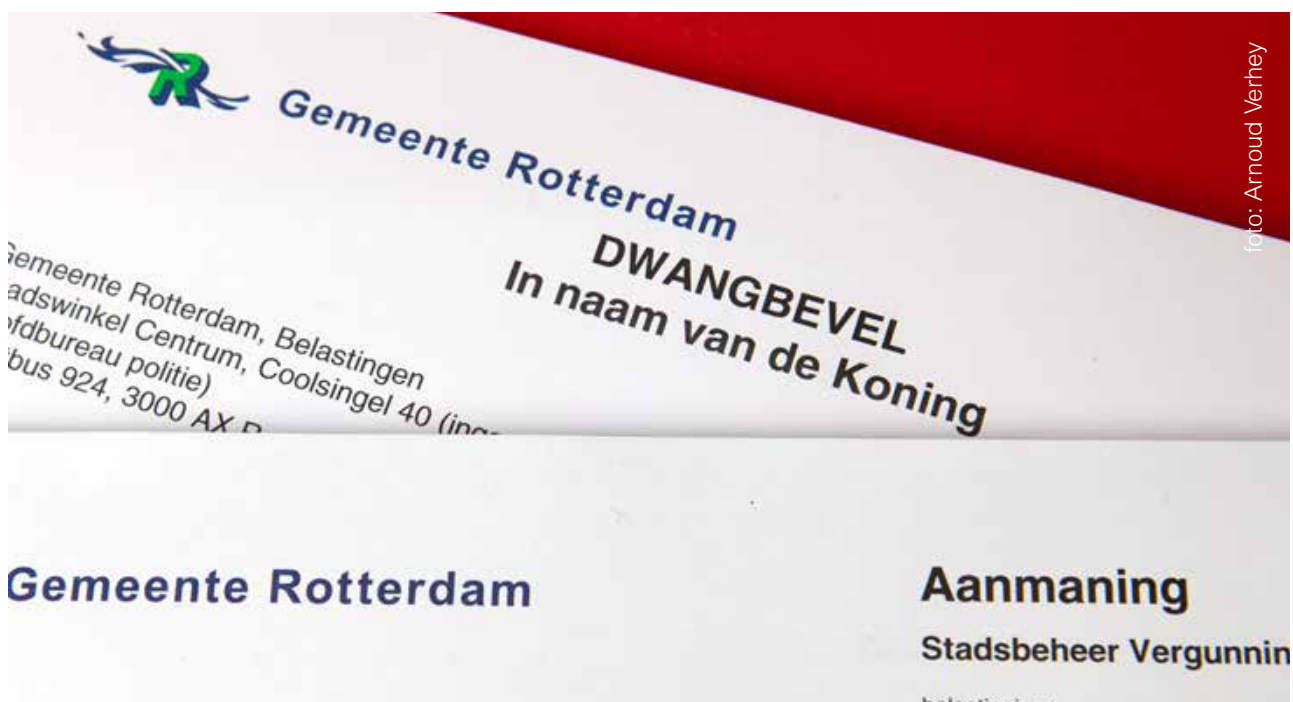 R
Gemeente Rotterdam
DWANGBEVEL
In naam van de Koning
Gemeente Rotterdam, Belastingen
adswinkel Centrum, Coolsingel 40
ofdbureau politie)
bus 924, 3000 AX
Gemeente Rotterdam
Aanmaning
Stadsbeheer Vergunnin
foto: Arnoud Verhey